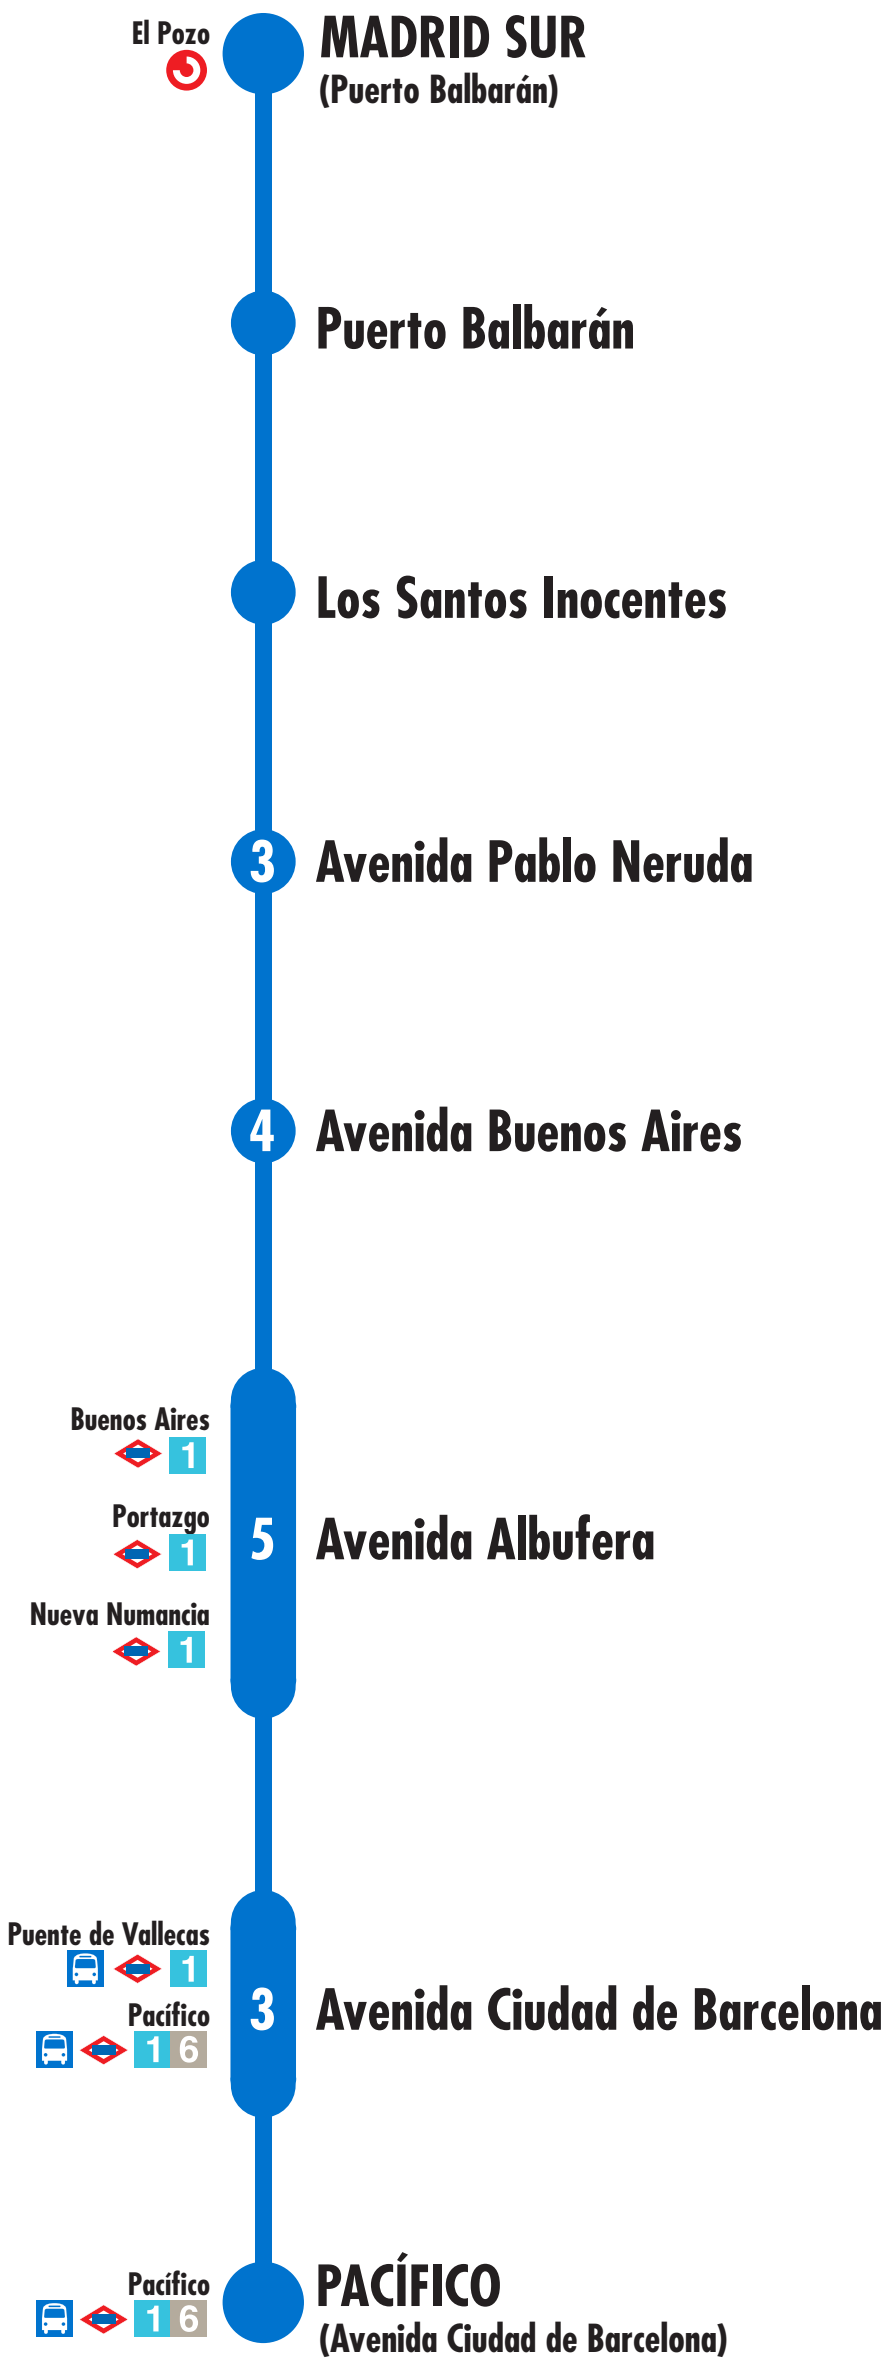 El Pozo
MADRID SUR
(Puerto Balbarán)
Puerto Balbarán
Los Santos Inocentes
3 Avenida Pablo Neruda
4 Avenida Buenos Aires
Buenos Aires
1
Portazgo
1
5 Avenida Albufera
Nueva Numancia
1
Puente de Vallecas
1
3 Avenida Ciudad de Barcelona
Pacífico
1 6
Pacífico
1 6
PACÍFICO
(Avenida Ciudad de Barcelona)